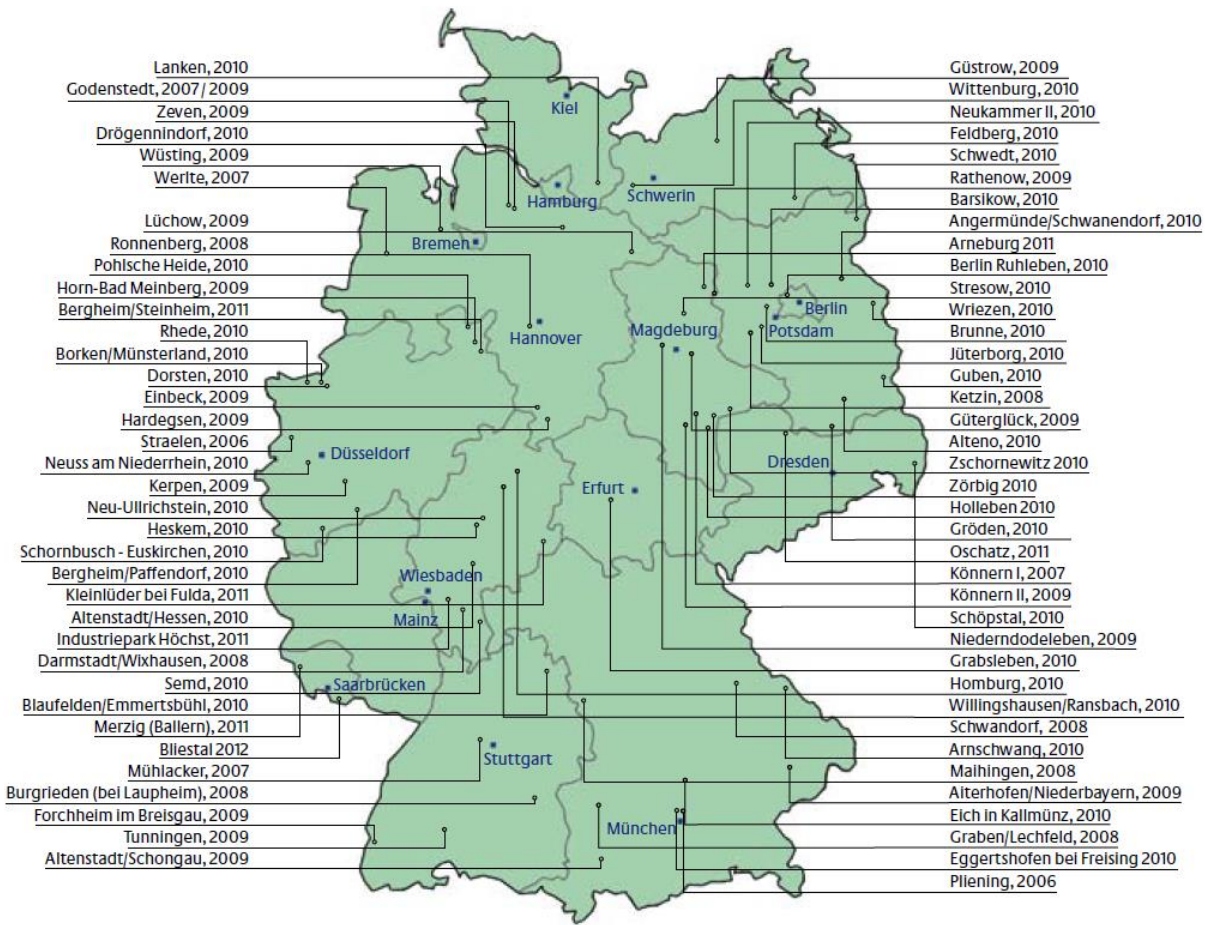 Lanken, 2010
Godenstedt, 2007/ 2009
Zeven, 2009
Drögennindorf, 2010
Wüsting, 2009
Werlte, 2007
Lüchow, 2009
Ronnenberg, 2008
Pohlsche Heide, 2010
Horn-Bad Meinberg, 2009
Bergheim/Steinheim, 2011
Rhede, 2010
Borken/Münsterland, 2010
Dorsten, 2010
Einbeck, 2009
Hardegsen, 2009
Straelen, 2006
Neuss am Niederrhein, 2010
Kerpen, 2009
Neu-Ullrichstein, 2010
Heskem, 2010
Schornbusch - Euskirchen, 2010
Bergheim/Paffendorf, 2010
Kleinlüder bei Fulda, 2011
Altenstadt/Hessen, 2010
Industriepark Höchst, 2011
Darmstadt/Wixhausen, 2008
Semd, 2010
Blaufelden/Emmertsbühl, 2010
Merzig (Ballern), 2011
Bliestal 2012
Mühlacker, 2007
Burgrieden (bei Laupheim), 2008
Forchheim im Breisgau, 2009
Tunningen, 2009
Altenstadt/Schongau, 2009
Kiel
Hamburg
Schwerin
Bremen
Hannover
Magdeburg
Berlin
Potsdam
Düsseldorf
Erfurt
Dresden
Wiesbaden
Mainz
Saarbrücken
Stuttgart
München
Güstrow, 2009
Wittenburg, 2010
Neukammer II, 2010
Feldberg, 2010
Schwedt, 2010
Rathenow, 2009
Barsikow, 2010
Angermünde/Schwanendorf, 2010
Arneburg 2011
Berlin Ruhleben, 2010
Stresow, 2010
Wriezen, 2010
Brunne, 2010
Jüterborg, 2010
Guben, 2010
Ketzin, 2008
Güterglück, 2009
Alteno, 2010
Zschornewitz 2010
Zörbig 2010
Holleben 2010
Gröden, 2010
Oschatz, 2011
Könnern I, 2007
Könnern II, 2009
Schöpstal, 2010
Niederndodeleben, 2009
Grabsleben, 2010
Homburg, 2010
Willingshausen/Ransbach, 2010
Schwandorf, 2008
Arnschwang, 2010
Maihingen, 2008
Aiterhofen/Niederbayern, 2009
Eich in Kallmünz, 2010
Graben/Lechfeld, 2008
Eggertshofen bei Freising 2010
Pliening, 2006